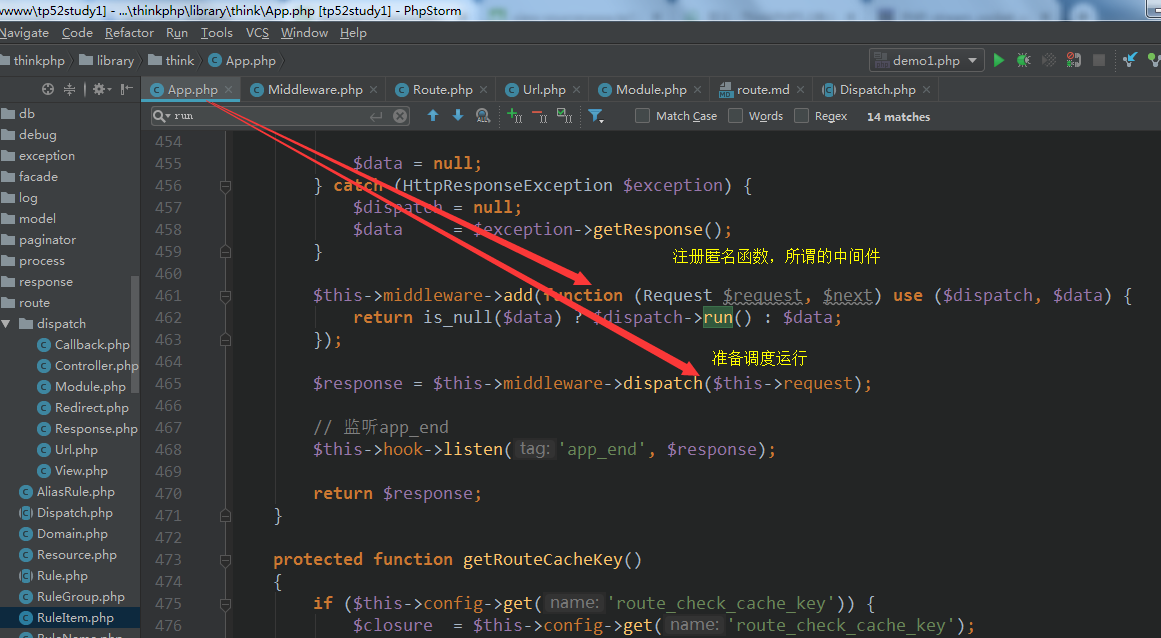 www\tp52study1] - ...\thinkphp\library\think\App.php [tp52study1] - PhpStorm
Navigate Code Refactor Run Tools VCS Window Help
thinkphp library think App.php demo1.php
App.php Middleware.php Route.php Url.php Module.php route.md Dispatch.php
run Match Case Words Regex 14 matches
db
debug
exception
facade
log
model
paginator
process
response
route
dispatch
Callback.php
Controller.php
Module.php
Redirect.php
Response.php
Url.php
View.php
AliasRule.php
Dispatch.php
Domain.php
Resource.php
Rule.php
RuleGroup.php
RuleItem.php
RuleName.php
454
455 $data = null;
456 } catch (HttpResponseException $exception) {
457 $dispatch = null;
458 $data = $exception->getResponse();
459 }
注册匿名函数，所谓的中间件
460
461 $this->middleware->add(function (Request $request, $next) use ($dispatch, $data) {
462 return is_null($data) ? $dispatch->run() : $data;
463 });
准备调度运行
464
465 $response = $this->middleware->dispatch($this->request);
466
467 // 监听app_end
468 $this->hook->listen( tag: 'app_end', $response);
469
470 return $response;
471 }
472
473 protected function getRouteCacheKey()
474 {
475 if ($this->config->get( name: 'route_check_cache_key')) {
476 $closure = $this->config->get( name: 'route_check_cache_key');